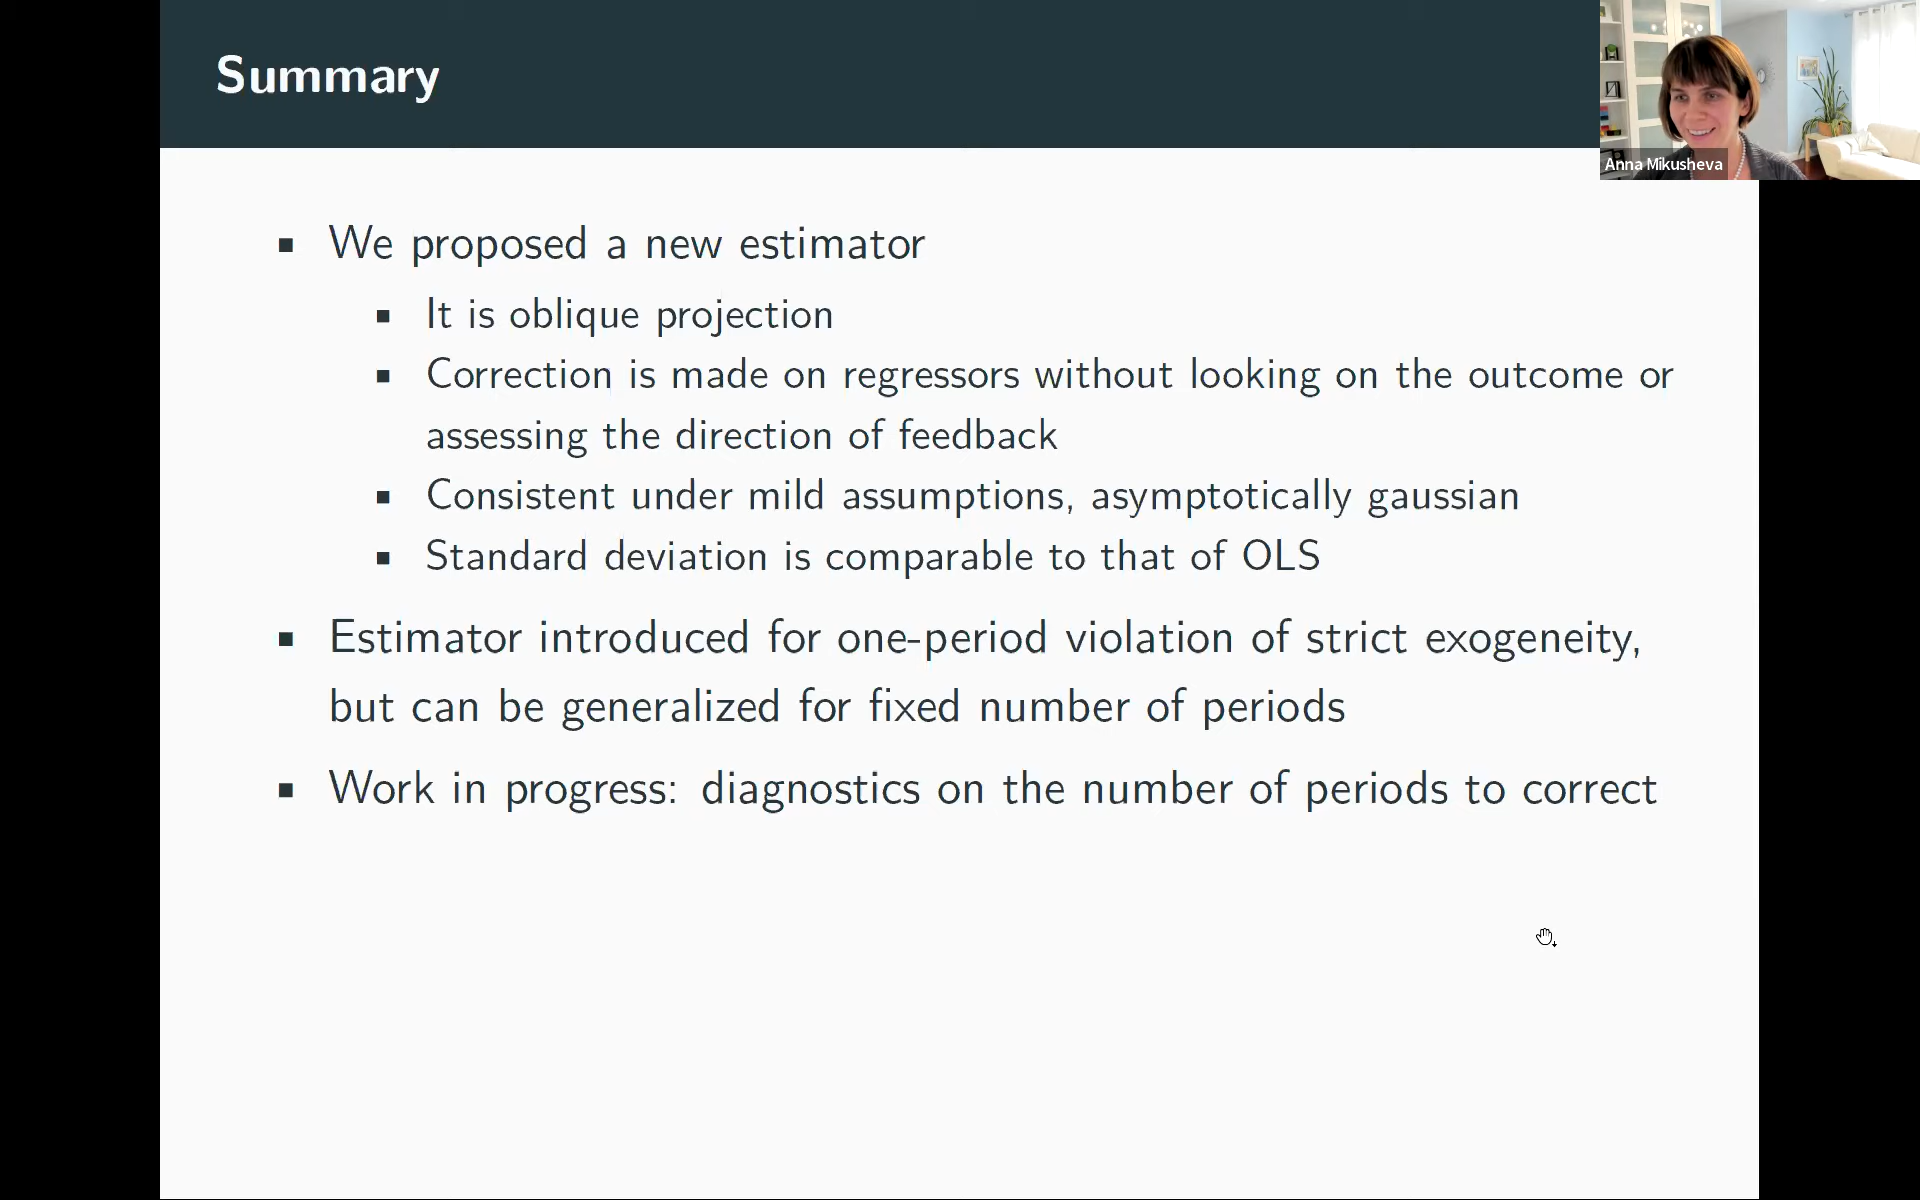 Summary
Anna Mikusheva
We proposed a new estimator
It is oblique projection
Correction is made on regressors without looking on the outcome or
assessing the direction of feedback
Consistent under mild assumptions, asymptotically gaussian
Standard deviation is comparable to that of OLS
Estimator introduced for one-period violation of strict exogeneity,
but can be generalized for fixed number of periods
Work in progress: diagnostics on the number of periods to correct